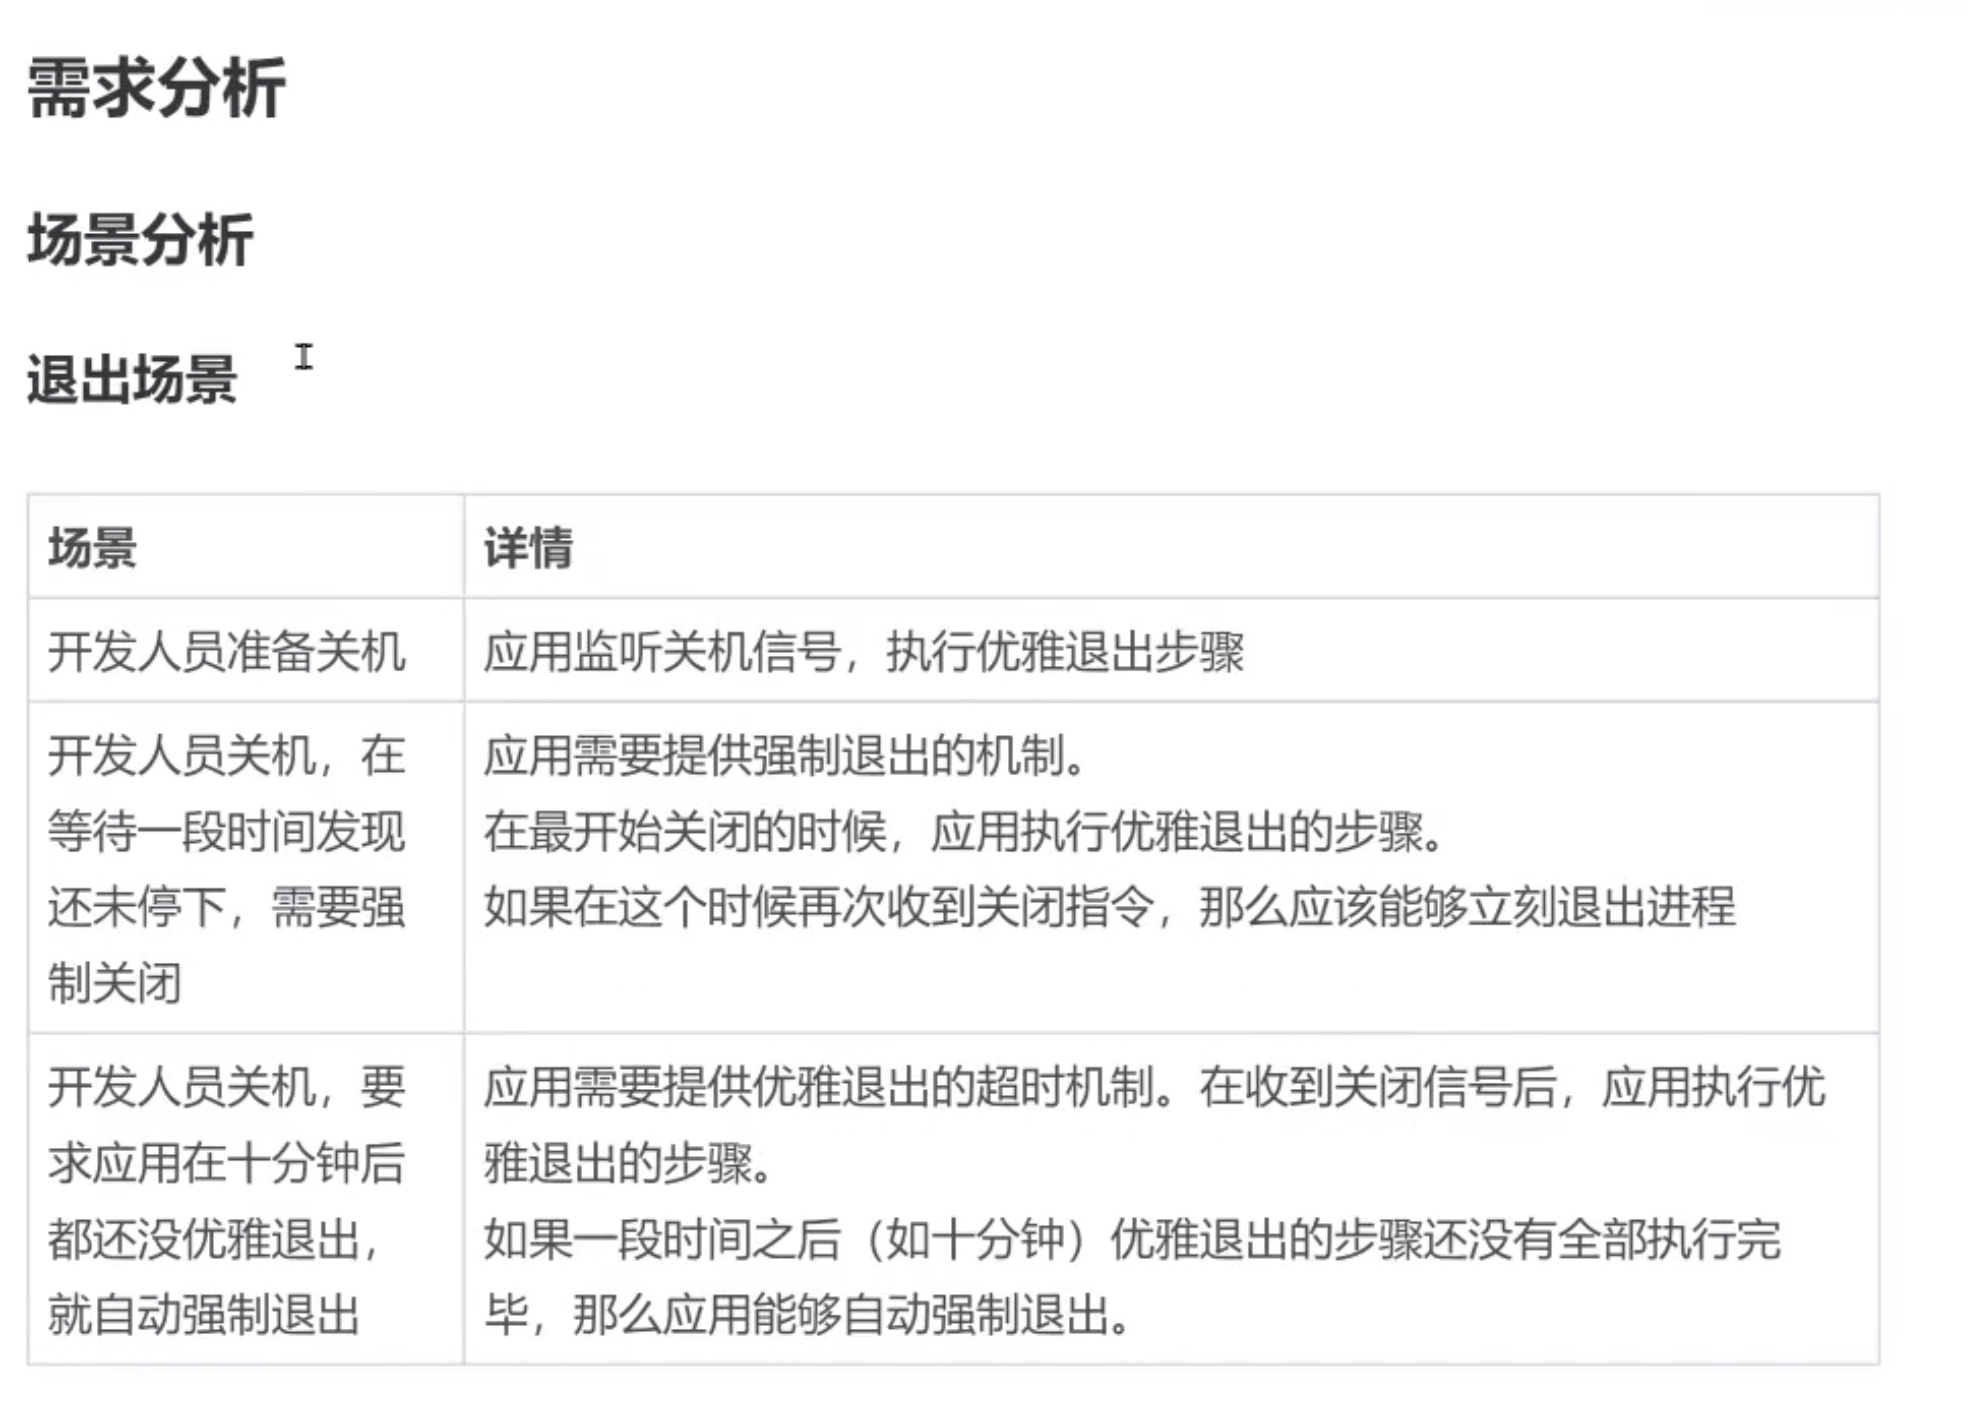 需求分析
场景分析
退出场景
场景
详情
开发人员准备关机
应用监听关机信号，执行优雅退出步骤
开发人员关机，在
等待一段时间发现
还未停下，需要强
制关闭
应用需要提供强制退出的机制。
在最开始关闭的时候，应用执行优雅退出的步骤。
如果在这个时候再次收到关闭指令，那么应该能够立刻退出进程
开发人员关机，要
求应用在十分钟后
都还没优雅退出，
就自动强制退出
应用需要提供优雅退出的超时机制。在收到关闭信号后，应用执行优
雅退出的步骤。
如果一段时间之后（如十分钟）优雅退出的步骤还没有全部执行完
毕，那么应用能够自动强制退出。